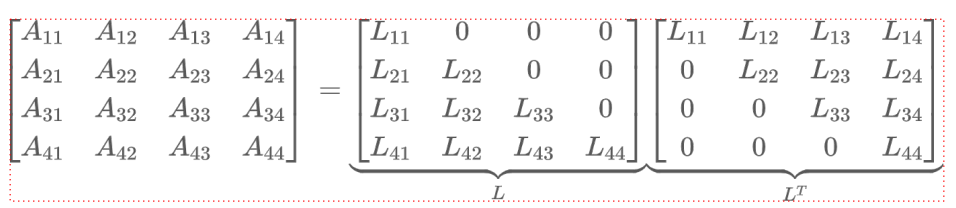 A₁₁ A₁₂ A₁₃ A₁₄ L₁₁ 0 0 0 L₁₁ L₁₂ L₁₃ L₁₄
A₂₁ A₂₂ A₂₃ A₂₄ L₂₁ L₂₂ 0 0 0 L₂₂ L₂₃ L₂₄
=
A₃₁ A₃₂ A₃₃ A₃₄ L₃₁ L₃₂ L₃₃ 0 0 0 L₃₃ L₃₄
A₄₁ A₄₂ A₄₃ A₄₄ L₄₁ L₄₂ L₄₃ L₄₄ 0 0 0 L₄₄
L Lᵀ